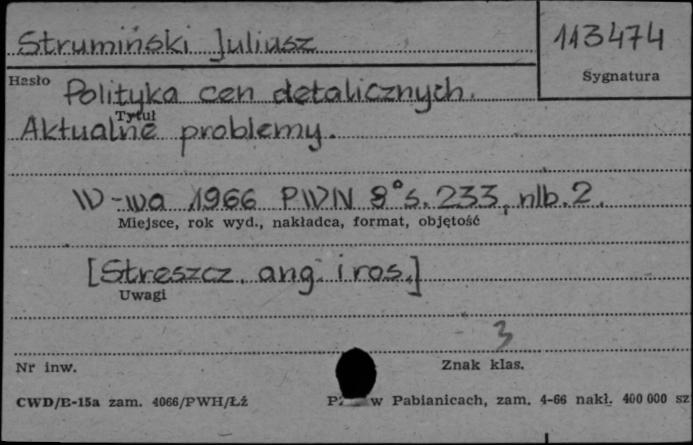 Strumiński Juliusz
113474
Hasło
Sygnatura
Polityka cen detalicznych.
Tytuł
Aktualne problemy.
W-wa 1966 PWN 8° s. 233, nlb. 2.
Miejsce, rok wyd., nakładca, format, objętość
[Streszcz. ang. i ros.]
Uwagi
3
Nr inw.
Znak klas.
CWD/E-15a zam. 4066/PWH/Łź
w Pabianicach, zam. 4-66 nakł. 400 000 sz